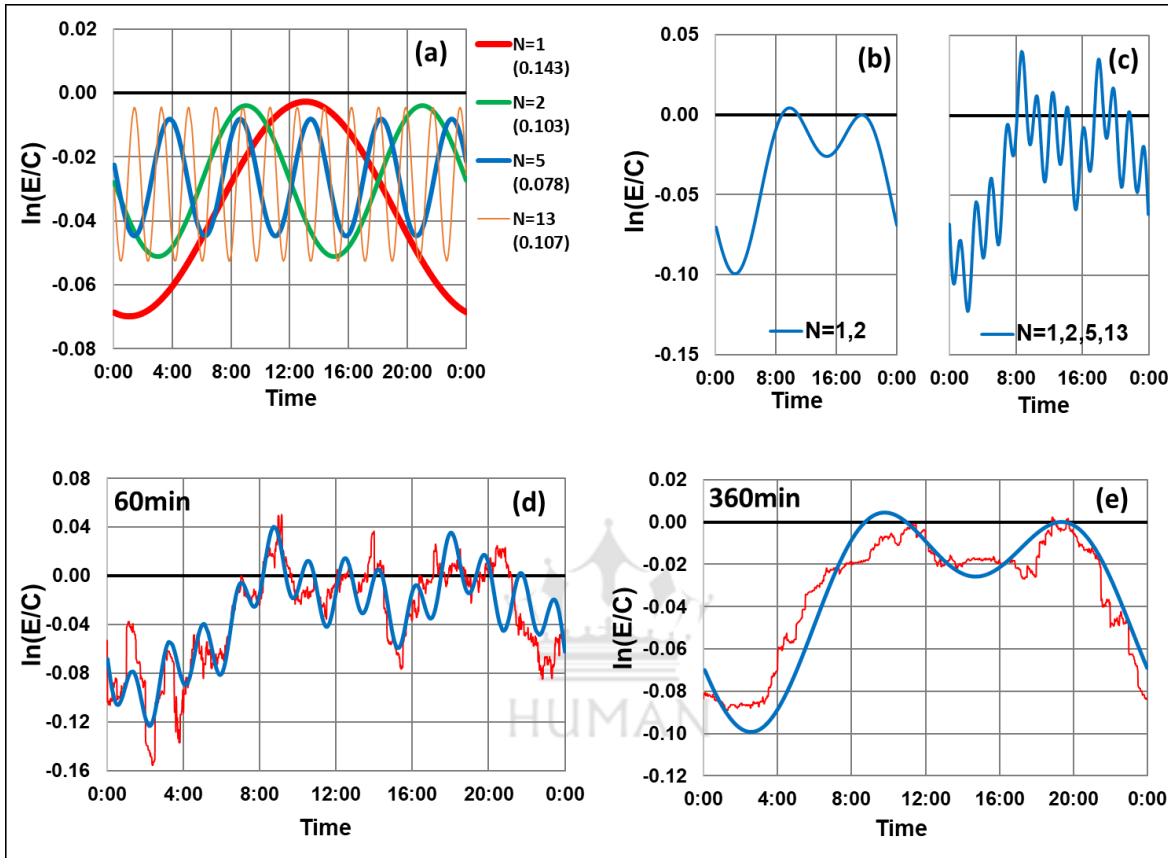 (a)
0.02
0.00
-0.02
-0.04
-0.06
-0.08
ln(E/C)
0:00 4:00 8:00 12:00 16:00 20:00 0:00
Time
N=1
(0.143)
N=2
(0.103)
N=5
(0.078)
N=13
(0.107)
(b)
0.05
0.00
-0.05
-0.10
-0.15
ln(E/C)
N=1,2
0:00 8:00 16:00 0:00
Time
(c)
N=1,2,5,13
0:00 8:00 16:00 0:00
Time
60min
(d)
0.08
0.04
0.00
-0.04
-0.08
-0.12
-0.16
ln(E/C)
0:00 4:00 8:00 12:00 16:00 20:00 0:00
Time
360min
(e)
0.02
0.00
-0.02
-0.04
-0.06
-0.08
-0.10
-0.12
ln(E/C)
0:00 4:00 8:00 12:00 16:00 20:00 0:00
Time
HUMAN